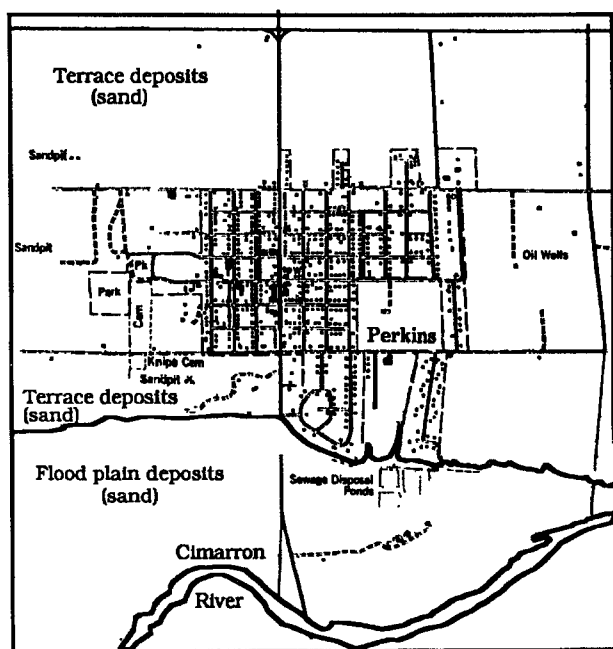 Terrace deposits
(sand)
Sandpit
Sandpit
Oil Wells
Pk
Park
Cem
Perkins
Knipe Cem
Sandpit
Terrace deposits
(sand)
Flood plain deposits
(sand)
Sewage Disposal
Ponds
Cimarron
River